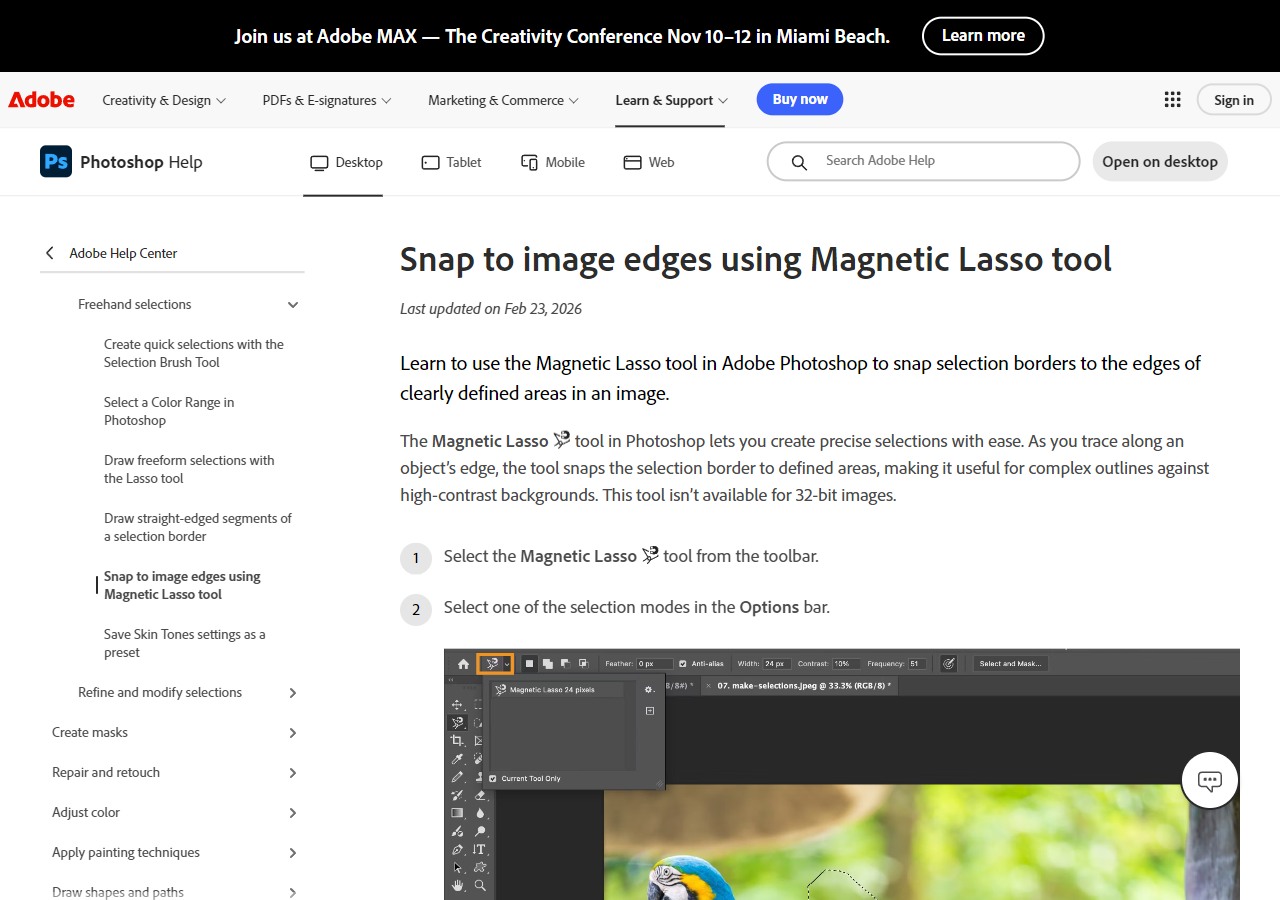 Join us at Adobe MAX — The Creativity Conference Nov 10–12 in Miami Beach.
Learn more
Adobe
Creativity & Design
PDFs & E-signatures
Marketing & Commerce
Learn & Support
Buy now
Sign in
Ps
Photoshop Help
Desktop
Tablet
Mobile
Web
Search Adobe Help
Open on desktop
Adobe Help Center
Freehand selections
Create quick selections with the
Selection Brush Tool
Select a Color Range in
Photoshop
Draw freeform selections with
the Lasso tool
Draw straight-edged segments of
a selection border
Snap to image edges using
Magnetic Lasso tool
Save Skin Tones settings as a
preset
Refine and modify selections
Create masks
Repair and retouch
Adjust color
Apply painting techniques
Draw shapes and paths
Snap to image edges using Magnetic Lasso tool
Last updated on Feb 23, 2026
Learn to use the Magnetic Lasso tool in Adobe Photoshop to snap selection borders to the edges of
clearly defined areas in an image.
The Magnetic Lasso tool in Photoshop lets you create precise selections with ease. As you trace along an
object’s edge, the tool snaps the selection border to defined areas, making it useful for complex outlines against
high-contrast backgrounds. This tool isn’t available for 32-bit images.
1 Select the Magnetic Lasso tool from the toolbar.
2 Select one of the selection modes in the Options bar.
Feather: 0 px Anti-alias Width: 24 px Contrast: 10% Frequency: 51 Select and Mask...
B/8#) * × 07. make-selections.jpeg @ 33.3% (RGB/8) *
Magnetic Lasso 24 pixels
Current Tool Only